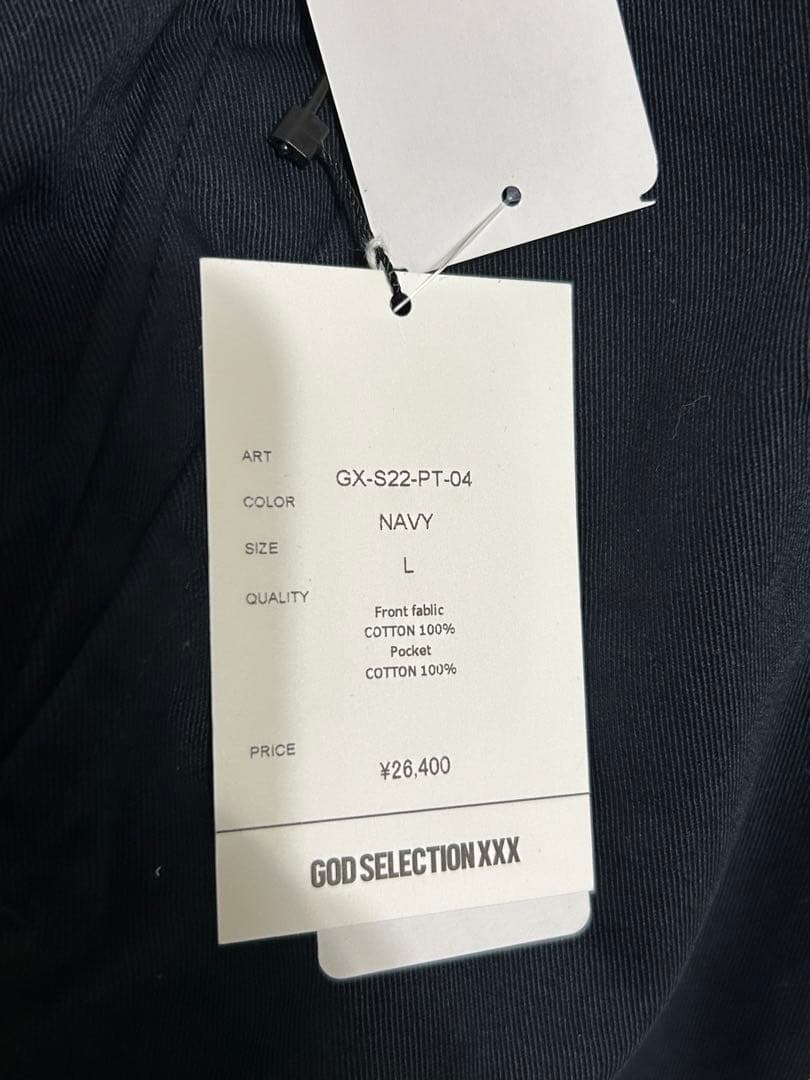 ART
GX-S22-PT-04
COLOR
NAVY
SIZE
L
QUALITY
Front fablic
COTTON 100%
Pocket
COTTON 100%
PRICE
¥26,400
GOD SELECTION XXX